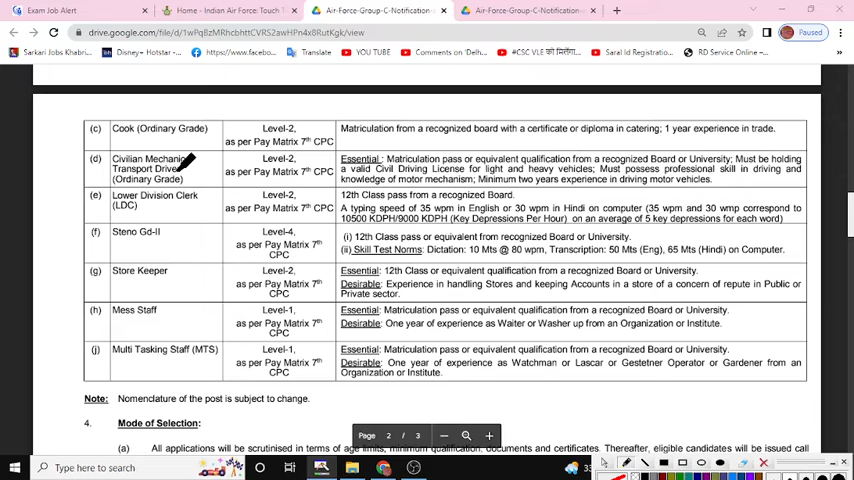 Exam Job Alert
Home – Indian Air Force: Touch T
Air-Force-Group-C-Notification-
Air-Force-Group-C-Notification-
drive.google.com/file/d/1wPqBzMRhcbhttCVRS2awHPn4x8RutKgk/view
Paused
Sarkari Jobs Khabri...
Disney+ Hotstar -...
https://www.facebo...
Translate
YOU TUBE
Comments on 'Delh...
#CSC VLE को मिलगी...
Saral Id Registration...
RD Service Online -...
(c) Cook (Ordinary Grade) Level-2, as per Pay Matrix 7th CPC Matriculation from a recognized board with a certificate or diploma in catering; 1 year experience in trade.
(d) Civilian Mechanic
Transport Drive
(Ordinary Grade)
Level-2,
as per Pay Matrix 7th CPC
Essential : Matriculation pass or equivalent qualification from a recognized Board or University; Must be holding
a valid Civil Driving License for light and heavy vehicles; Must possess professional skill in driving and
knowledge of motor mechanism; Minimum two years experience in driving motor vehicles.
(e) Lower Division Clerk
(LDC)
Level-2,
as per Pay Matrix 7th CPC
12th Class pass from a recognized Board.
A typing speed of 35 wpm in English or 30 wpm in Hindi on computer (35 wpm and 30 wmp correspond to
10500 KDPH/9000 KDPH (Key Depressions Per Hour) on an average of 5 key depressions for each word)
(f) Steno Gd-II
Level-4,
as per Pay Matrix 7th
CPC
(i) 12th Class pass or equivalent from recognized Board or University.
(ii) Skill Test Norms: Dictation: 10 Mts @ 80 wpm, Transcription: 50 Mts (Eng), 65 Mts (Hindi) on Computer.
(g) Store Keeper
Level-2,
as per Pay Matrix 7th
CPC
Essential: 12th Class or equivalent qualification from a recognized Board or University.
Desirable: Experience in handling Stores and keeping Accounts in a store of a concern of repute in Public or
Private sector.
(h) Mess Staff
Level-1,
as per Pay Matrix 7th
CPC
Essential: Matriculation pass or equivalent qualification from a recognized Board or University.
Desirable: One year of experience as Waiter or Washer up from an Organization or Institute.
(j) Multi Tasking Staff (MTS)
Level-1,
as per Pay Matrix 7th
CPC
Essential: Matriculation pass or equivalent qualification from a recognized Board or University.
Desirable: One year of experience as Watchman or Lascar or Gestetner Operator or Gardener from an
Organization or Institute.
Note: Nomenclature of the post is subject to change.
4. Mode of Selection:
Page 2 / 3
(a) All applications will be scrutinised in terms of age limits, minimum qualification, documents and certificates. Thereafter, eligible candidates will be issued call
Type here to search